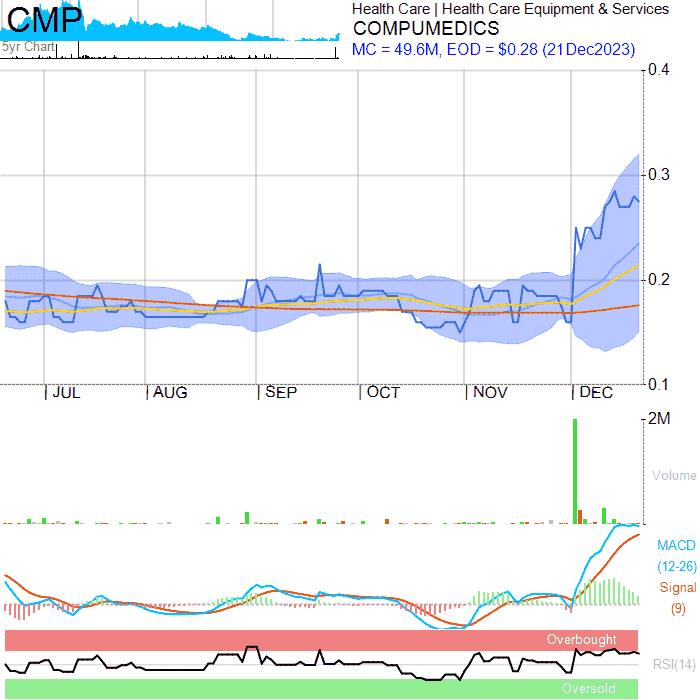 CMP
5yr Chart
Health Care | Health Care Equipment & Services
COMPUMEDICS
MC = 49.6M, EOD = $0.28 (21Dec2023)
0.4
0.3
0.2
0.1
JUL AUG SEP OCT NOV DEC
2M
Volume
MACD
(12-26)
Signal
(9)
Overbought
RSI(14)
Oversold